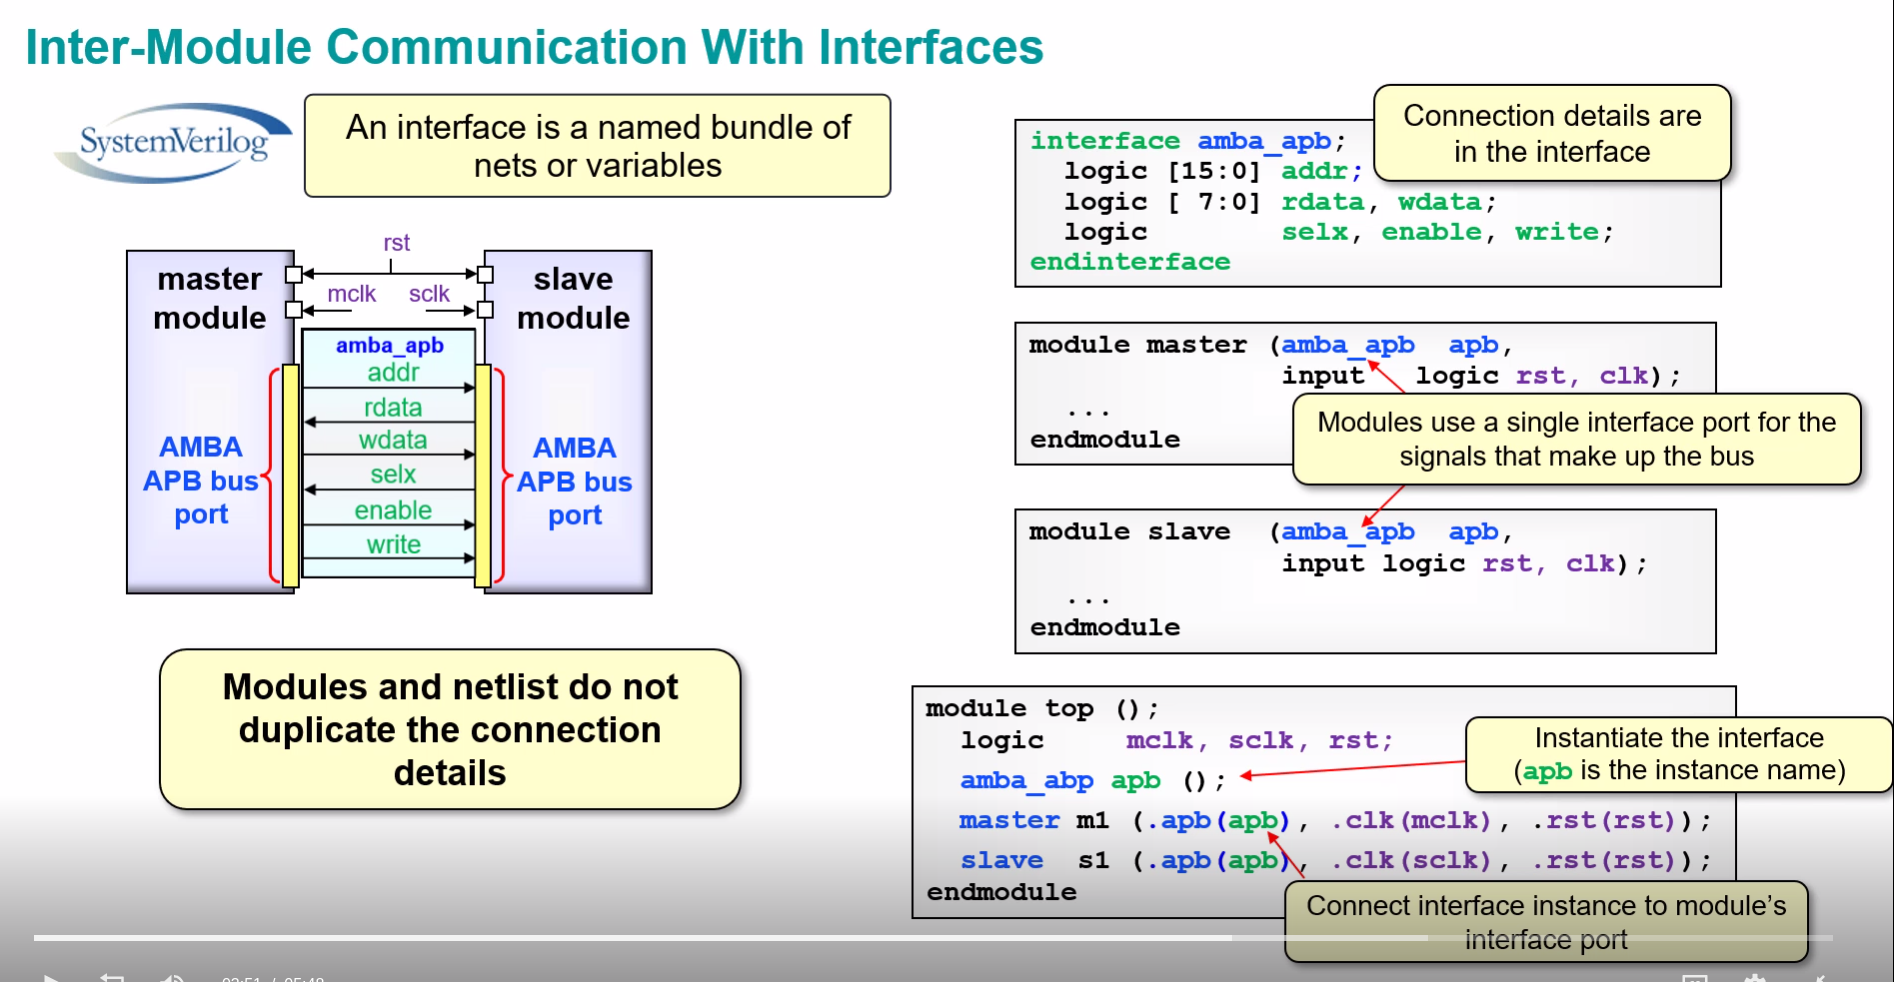 Inter-Module Communication With Interfaces
SystemVerilog
An interface is a named bundle of
nets or variables
rst
master
module
slave
module
mclk
sclk
amba_apb
addr
rdata
wdata
selx
enable
write
AMBA
APB bus
port
AMBA
APB bus
port
Modules and netlist do not
duplicate the connection
details
Connection details are
in the interface
interface amba_apb;
logic [15:0] addr;
logic [ 7:0] rdata, wdata;
logic selx, enable, write;
endinterface
module master (amba_apb apb,
input logic rst, clk);
...
endmodule
Modules use a single interface port for the
signals that make up the bus
module slave (amba_apb apb,
input logic rst, clk);
...
endmodule
module top ();
logic mclk, sclk, rst;
amba_abp apb ();
master m1 (.apb(apb), .clk(mclk), .rst(rst));
slave s1 (.apb(apb), .clk(sclk), .rst(rst));
endmodule
Instantiate the interface
(apb is the instance name)
Connect interface instance to module's
interface port